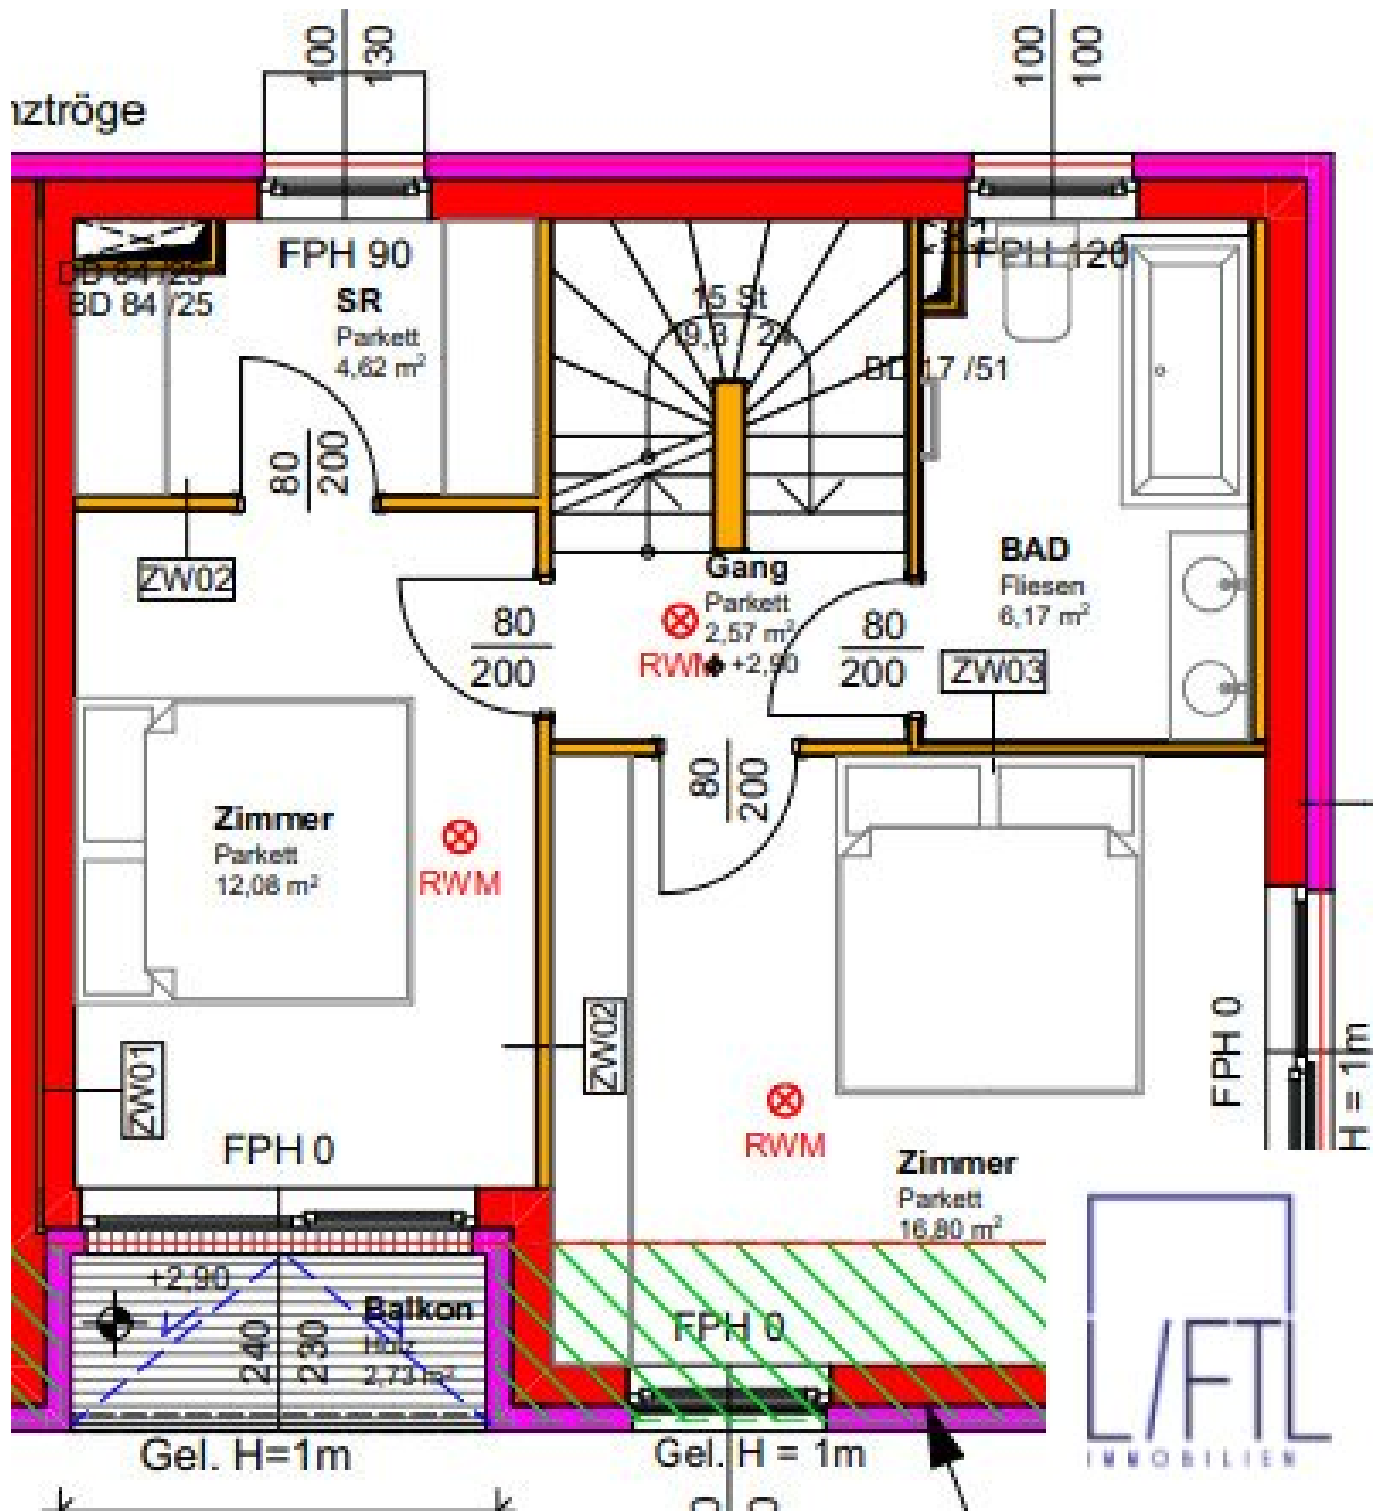 100
130
100
100
nztröge
FPH 90
FPH 120
BD 84 /25
SR
Parkett
4,62 m²
15 St
BD 17 /51
80
200
ZW02
Gang
Parkett
2,57 m²
+2,90
RWM
BAD
Fliesen
6,17 m²
80
200
80
200
ZW03
80
200
Zimmer
Parkett
12,08 m²
RWM
ZW02
ZW01
FPH 0
FPH 0
H = 1m
RWM
FPH 0
Zimmer
Parkett
16,80 m²
+2,90
Balkon
Holz
2,73 m²
240
230
Gel. H=1m
Gel. H = 1m
L/FTL
IMMOBILIEN